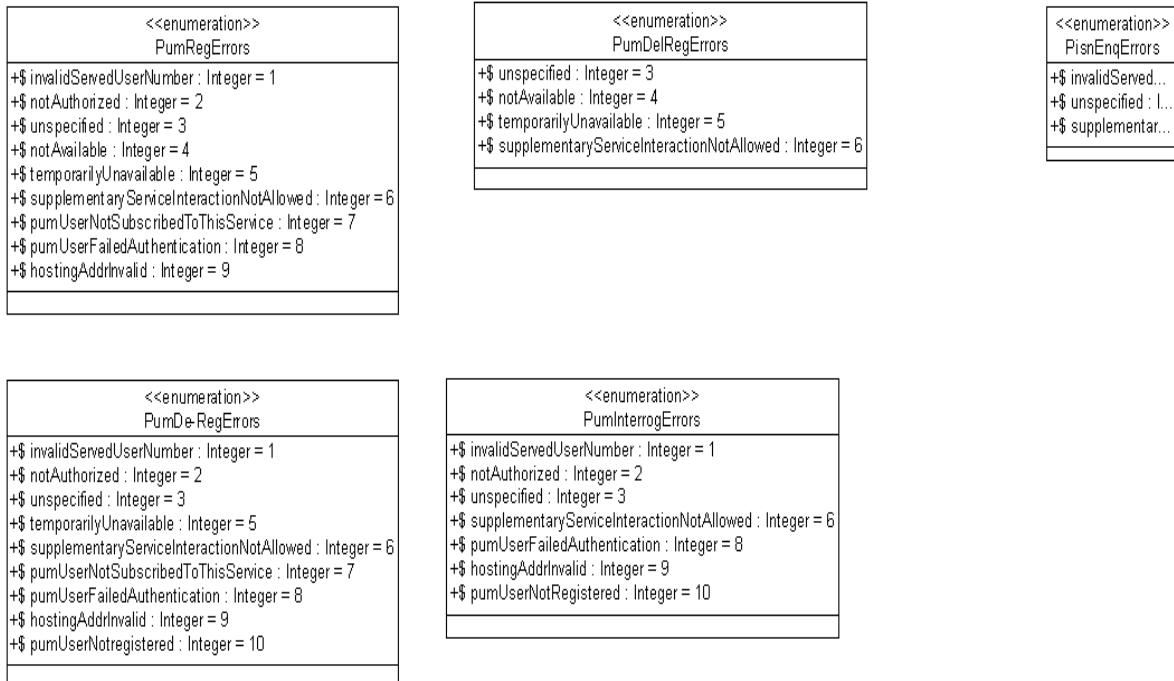 <<enumeration>>
PumRegErrors
+$ invalidServedUserNumber : Integer = 1
+$ notAuthorized : Integer = 2
+$ unspecified : Integer = 3
+$ notAvailable : Integer = 4
+$ temporarilyUnavailable : Integer = 5
+$ supplementaryServiceInteractionNotAllowed : Integer = 6
+$ pumUserNotSubscribedToThisService : Integer = 7
+$ pumUserFailedAuthentication : Integer = 8
+$ hostingAddrInvalid : Integer = 9
<<enumeration>>
PumDelRegErrors
+$ unspecified : Integer = 3
+$ notAvailable : Integer = 4
+$ temporarilyUnavailable : Integer = 5
+$ supplementaryServiceInteractionNotAllowed : Integer = 6
<<enumeration>>
PisnEnqErrors
+$ invalidServed...
+$ unspecified : I...
+$ supplementar...
<<enumeration>>
PumDe-RegErrors
+$ invalidServedUserNumber : Integer = 1
+$ notAuthorized : Integer = 2
+$ unspecified : Integer = 3
+$ temporarilyUnavailable : Integer = 5
+$ supplementaryServiceInteractionNotAllowed : Integer = 6
+$ pumUserNotSubscribedToThisService : Integer = 7
+$ pumUserFailedAuthentication : Integer = 8
+$ hostingAddrInvalid : Integer = 9
+$ pumUserNotregistered : Integer = 10
<<enumeration>>
PumInterrogErrors
+$ invalidServedUserNumber : Integer = 1
+$ notAuthorized : Integer = 2
+$ unspecified : Integer = 3
+$ supplementaryServiceInteractionNotAllowed : Integer = 6
+$ pumUserFailedAuthentication : Integer = 8
+$ hostingAddrInvalid : Integer = 9
+$ pumUserNotRegistered : Integer = 10